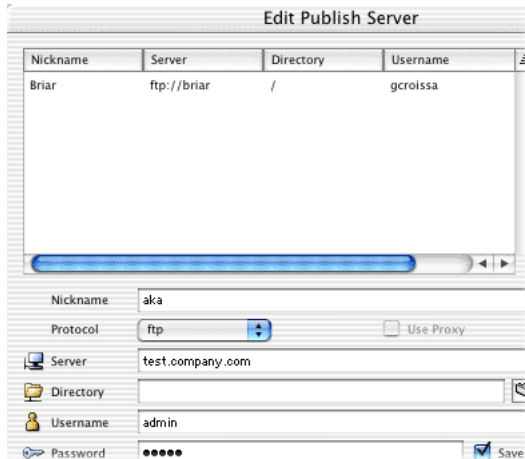 Edit Publish Server
Nickname Server Directory Username
Briar ftp://briar / gcroissa
Nickname aka
Protocol ftp Use Proxy
Server test.company.com
Directory
Username admin
Password ●●●●● Save